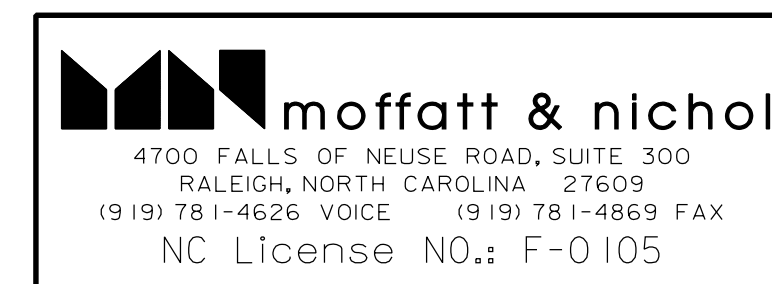 moffatt & nichol
4700 FALLS OF NEUSE ROAD, SUITE 300
RALEIGH, NORTH CAROLINA 27609
(919) 781-4626 VOICE (919) 781-4869 FAX
NC License NO.: F-0105